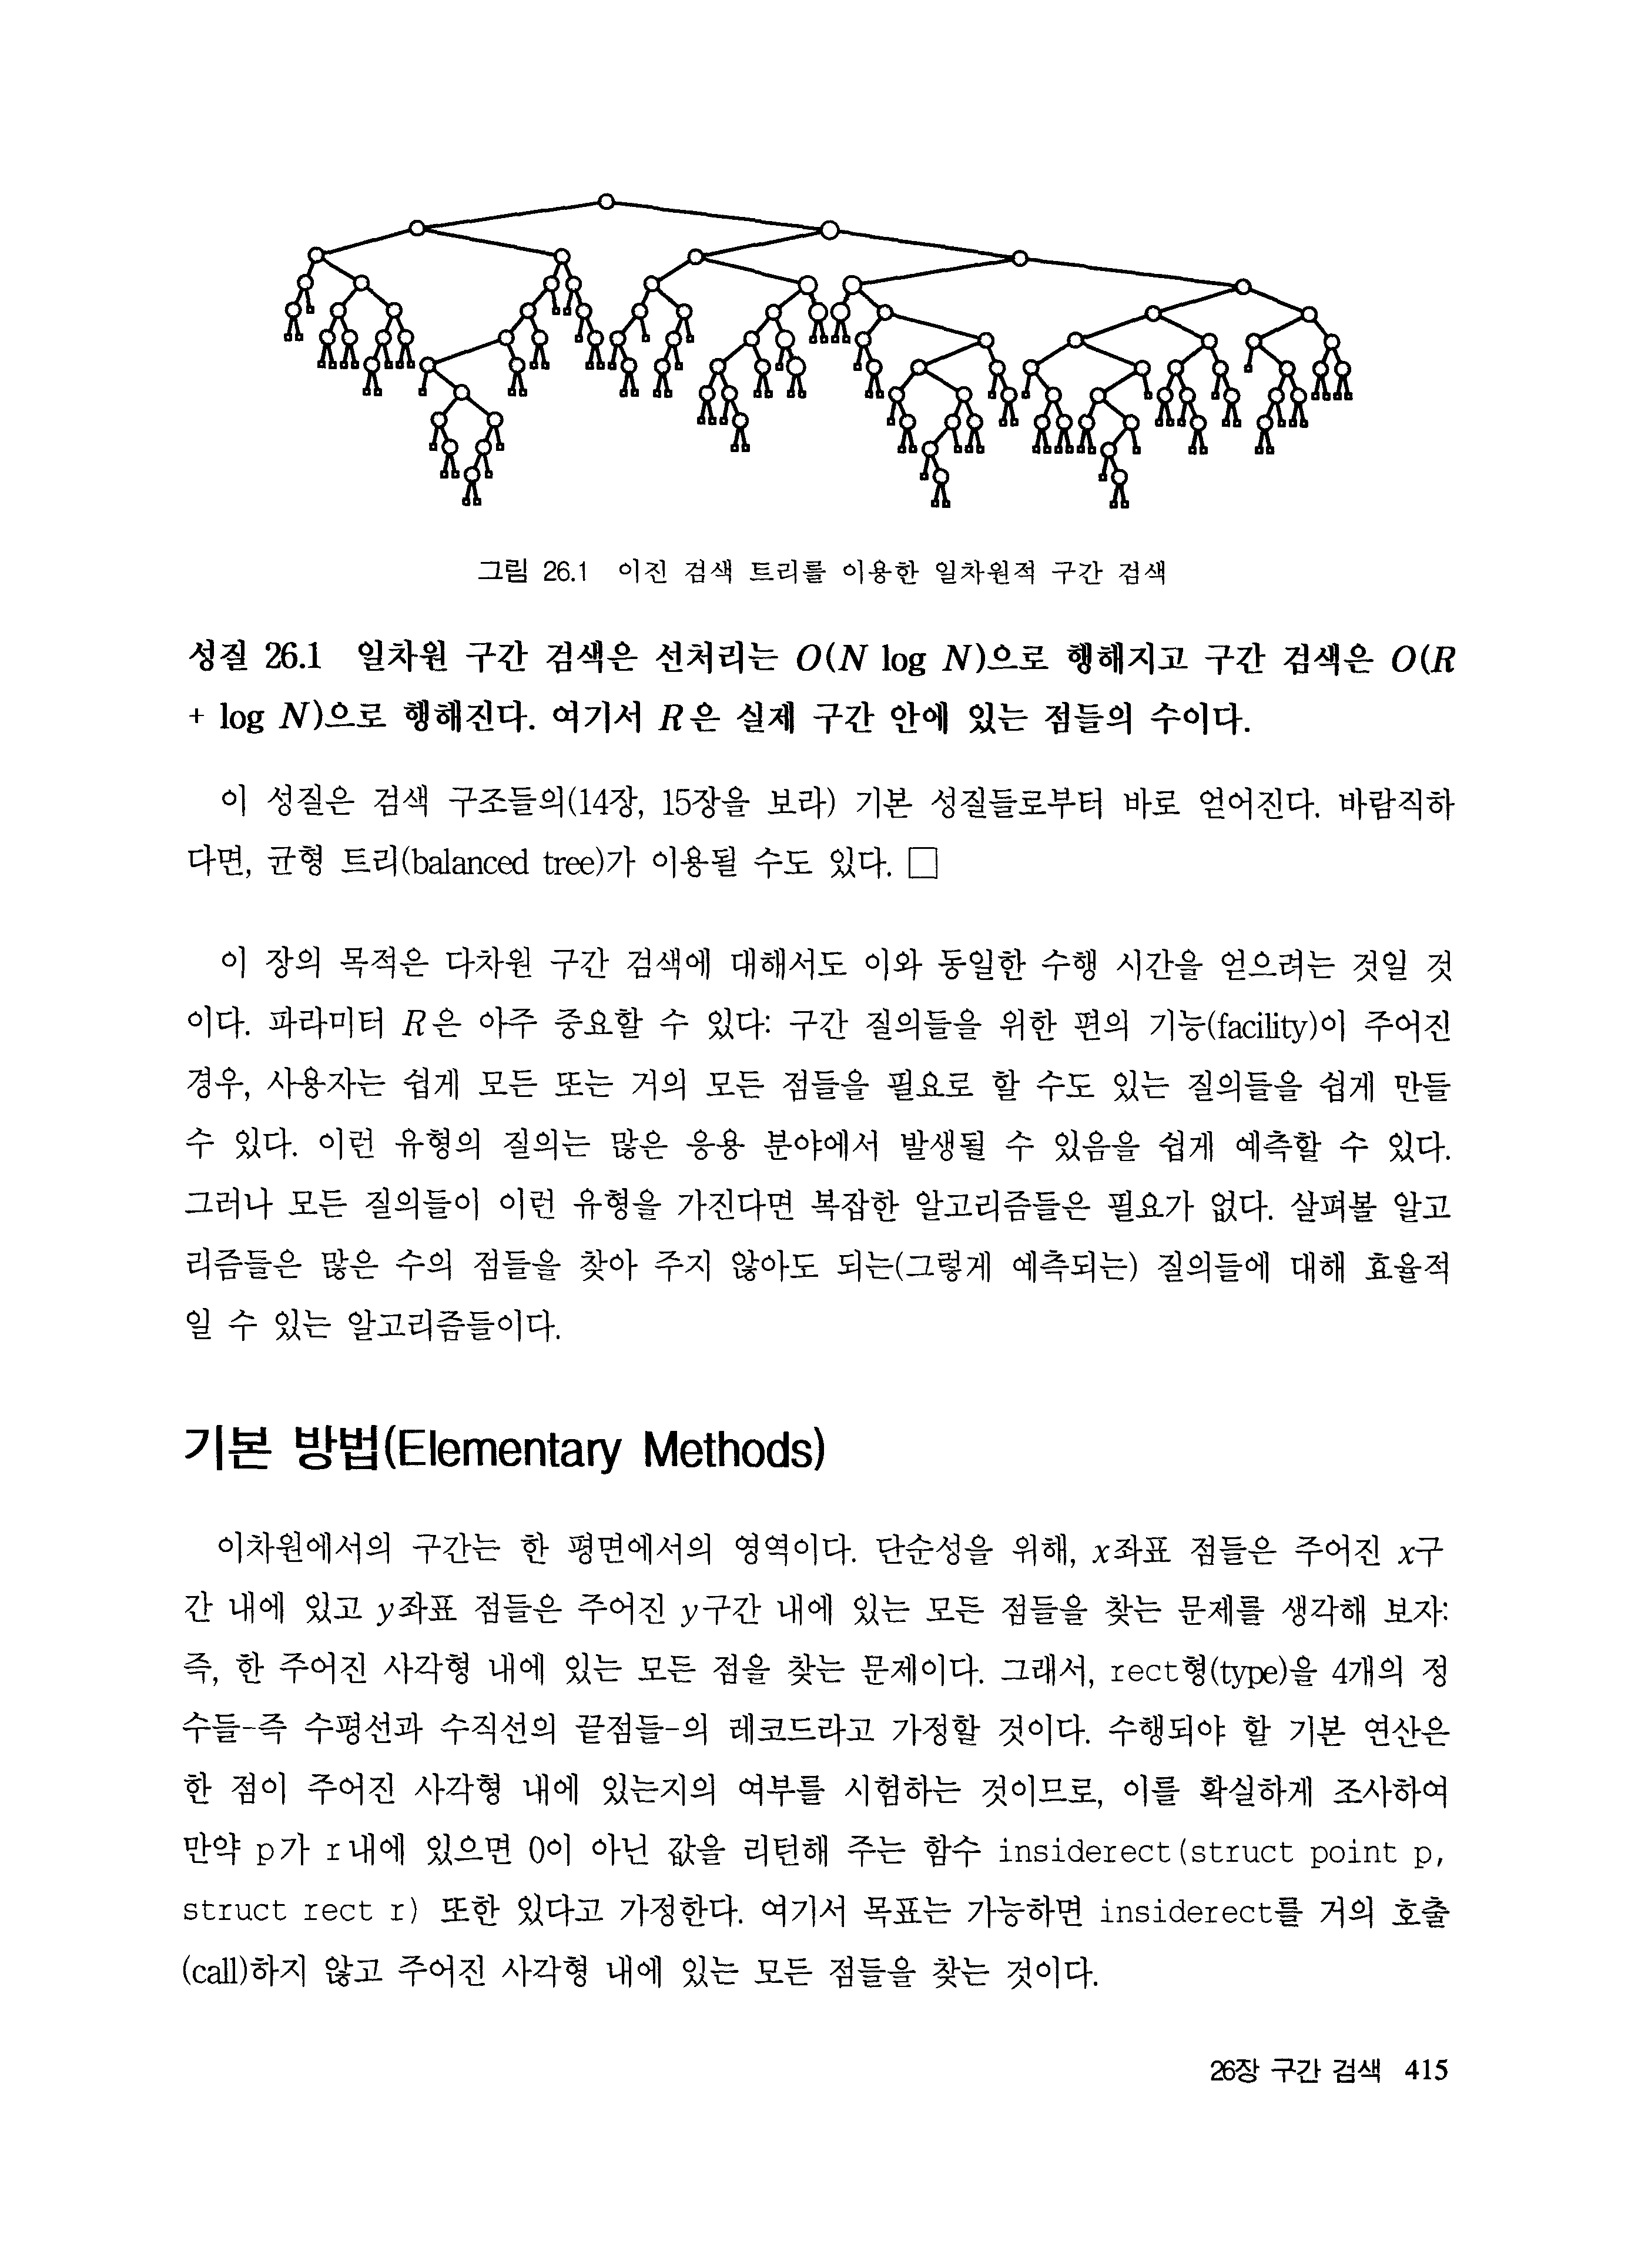 그림 26.1 이진 검색 트리를 이용한 일차원적 구간 검색
성질 26.1 일차원 구간 검색은 선처리는 O(N log N)으로 행해지고 구간 검색은 O(R
+ log N)으로 행해진다. 여기서 R은 실제 구간 안에 있는 점들의 수이다.
이 성질은 검색 구조들의(14장, 15장을 보라) 기본 성질들로부터 바로 얻어진다. 바람직하
다면, 균형 트리(balanced tree)가 이용될 수도 있다. □
이 장의 목적은 다차원 구간 검색에 대해서도 이와 동일한 수행 시간을 얻으려는 것일 것
이다. 파라미터 R은 아주 중요할 수 있다: 구간 질의들을 위한 편의 기능(facility)이 주어진
경우, 사용자는 쉽게 모든 또는 거의 모든 점들을 필요로 할 수도 있는 질의들을 쉽게 만들
수 있다. 이런 유형의 질의는 많은 응용 분야에서 발생될 수 있음을 쉽게 예측할 수 있다.
그러나 모든 질의들이 이런 유형을 가진다면 복잡한 알고리즘들은 필요가 없다. 살펴볼 알고
리즘들은 많은 수의 점들을 찾아 주지 않아도 되는(그렇게 예측되는) 질의들에 대해 효율적
일 수 있는 알고리즘들이다.
기본 방법(Elementary Methods)
이차원에서의 구간는 한 평면에서의 영역이다. 단순성을 위해, x좌표 점들은 주어진 x구
간 내에 있고 y좌표 점들은 주어진 y구간 내에 있는 모든 점들을 찾는 문제를 생각해 보자:
즉, 한 주어진 사각형 내에 있는 모든 점을 찾는 문제이다. 그래서, rect형(type)을 4개의 정
수들-즉 수평선과 수직선의 끝점들-의 레코드라고 가정할 것이다. 수행되야 할 기본 연산은
한 점이 주어진 사각형 내에 있는지의 여부를 시험하는 것이므로, 이를 확실하게 조사하여
만약 p가 r내에 있으면 0이 아닌 값을 리턴해 주는 함수 insiderect(struct point p,
struct rect r) 또한 있다고 가정한다. 여기서 목표는 가능하면 insiderect를 거의 호출
(call)하지 않고 주어진 사각형 내에 있는 모든 점들을 찾는 것이다.
26장 구간 검색 415